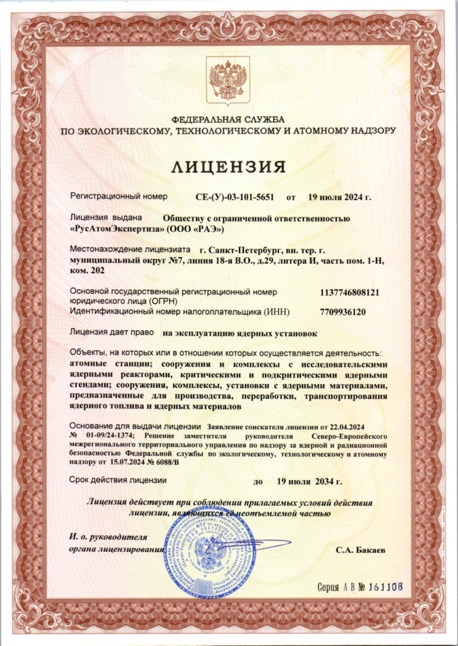 ФЕДЕРАЛЬНАЯ СЛУЖБА
ПО ЭКОЛОГИЧЕСКОМУ, ТЕХНОЛОГИЧЕСКОМУ И АТОМНОМУ НАДЗОРУ
ЛИЦЕНЗИЯ
Регистрационный номер СЕ-(У)-03-101-5651 от 19 июля 2024 г.
Лицензия выдана Обществу с ограниченной ответственностью
«РусАтомЭкспертиза» (ООО «РАЭ»)
Местонахождение лицензиата г. Санкт-Петербург, вн. тер. г.
муниципальный округ №7, линия 18-я В.О., д.29, литера И, часть пом. 1-Н,
ком. 202
Основной государственный регистрационный номер
юридического лица (ОГРН) 1137746808121
Идентификационный номер налогоплательщика (ИНН) 7709936120
Лицензия дает право на эксплуатацию ядерных установок
Объекты, на которых или в отношении которых осуществляется деятельность:
атомные станции; сооружения и комплексы с исследовательскими
ядерными реакторами, критическими и подкритическими ядерными
стендами; сооружения, комплексы, установки с ядерными материалами,
предназначенные для производства, переработки, транспортирования
ядерного топлива и ядерных материалов
Основание для выдачи лицензии Заявление соискателя лицензии от 22.04.2024
№ 01-09/24-1374; Решение заместителя руководителя Северо-Европейского
межрегионального территориального управления по надзору за ядерной и радиационной
безопасностью Федеральной службы по экологическому, технологическому и атомному
надзору от 15.07.2024 № 6088/В
Срок действия лицензии до 19 июля 2034 г.
Лицензия действует при соблюдении прилагаемых условий действия
лицензии, являющихся её неотъемлемой частью
И. о. руководителя
органа лицензирования С.А. Бакаев
Серия А В № 161108